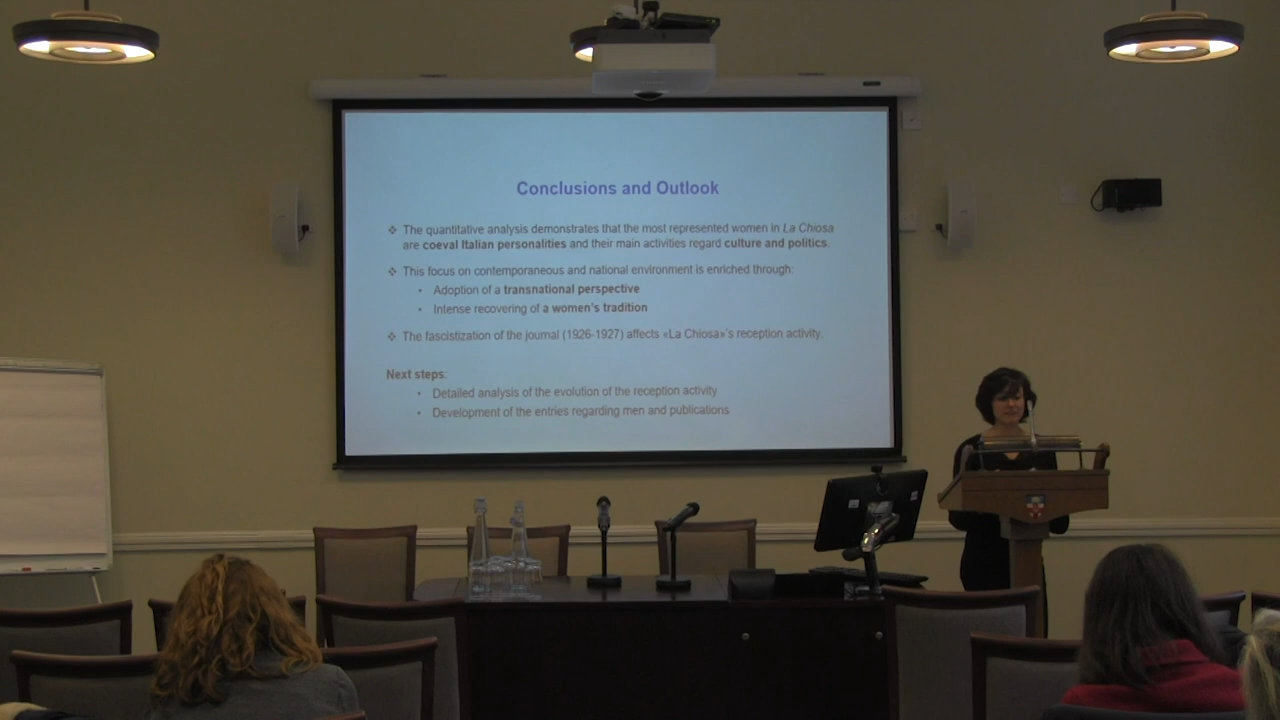 Conclusions and Outlook
❖ The quantitative analysis demonstrates that the most represented women in La Chiosa
are coeval Italian personalities and their main activities regard culture and politics.
❖ This focus on contemporaneous and national environment is enriched through:
• Adoption of a transnational perspective
• Intense recovering of a women's tradition
❖ The fascistization of the journal (1926-1927) affects «La Chiosa»'s reception activity.
Next steps:
• Detailed analysis of the evolution of the reception activity
• Development of the entries regarding men and publications